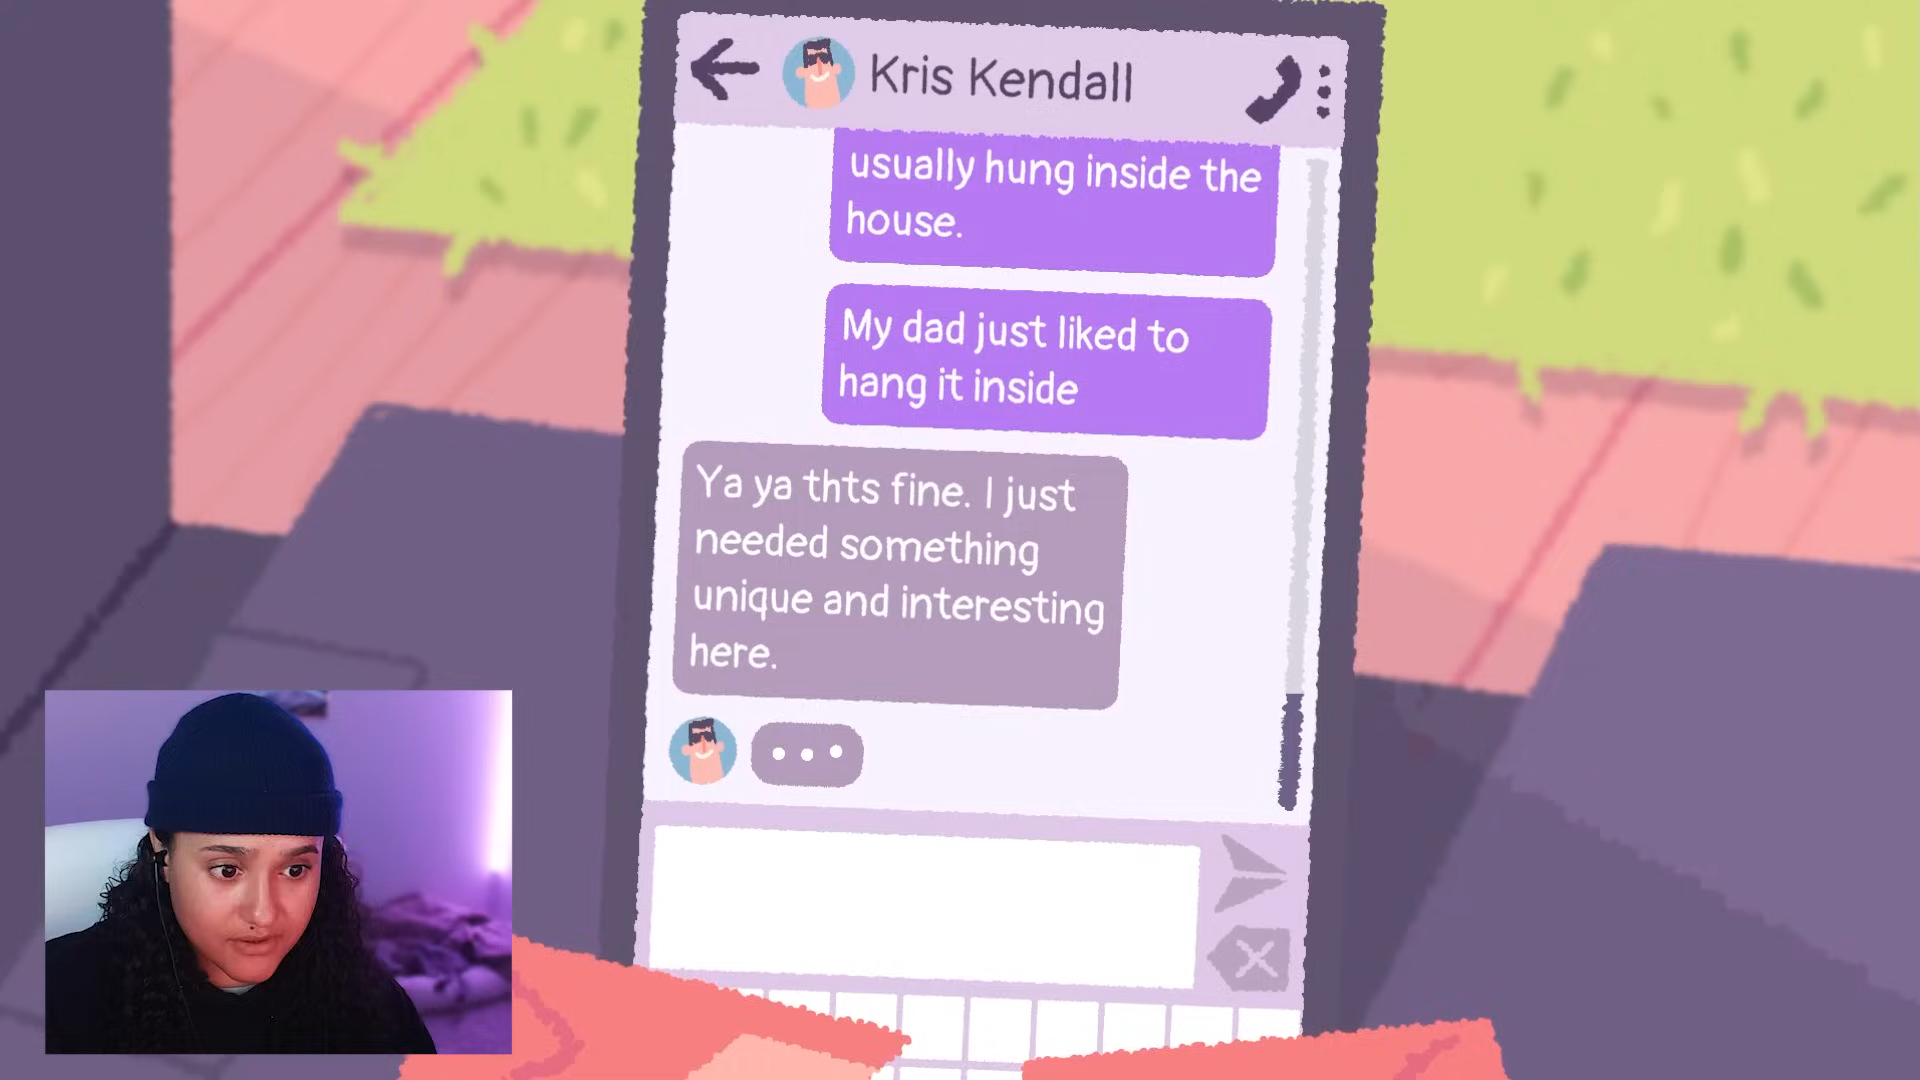 Kris Kendall
usually hung inside the
house.
My dad just liked to
hang it inside
Ya ya thts fine. I just
needed something
unique and interesting
here.